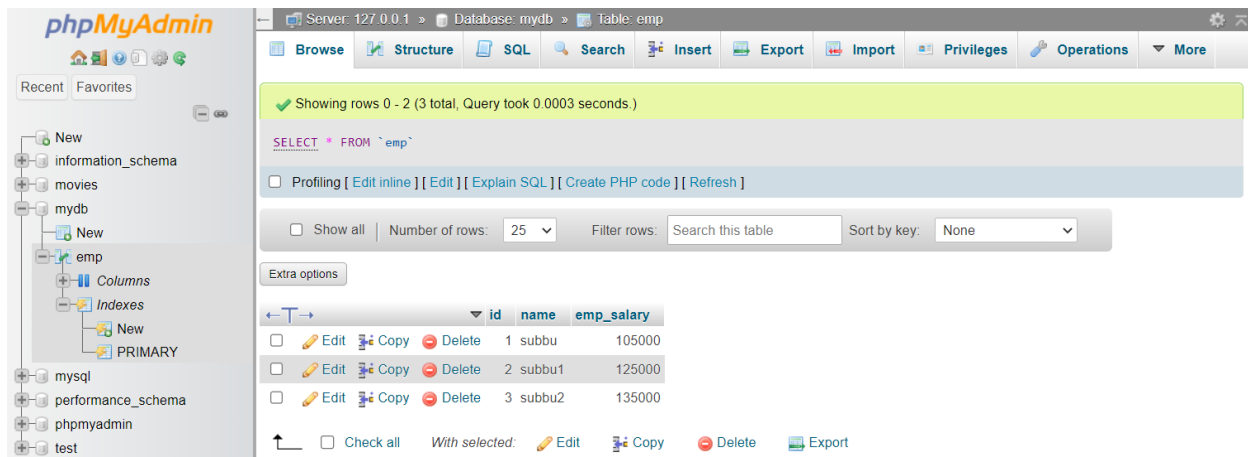 phpMyAdmin
Recent Favorites
New
information_schema
movies
mydb
New
emp
Columns
Indexes
New
PRIMARY
mysql
performance_schema
phpmyadmin
test
Server: 127.0.0.1 » Database: mydb » Table: emp
Browse Structure SQL Search Insert Export Import Privileges Operations More
Showing rows 0 - 2 (3 total, Query took 0.0003 seconds.)
SELECT * FROM `emp`
Profiling [ Edit inline ] [ Edit ] [ Explain SQL ] [ Create PHP code ] [ Refresh ]
Show all | Number of rows: 25 Filter rows: Search this table Sort by key: None
Extra options
id name emp_salary
Edit Copy Delete 1 subbu 105000
Edit Copy Delete 2 subbu1 125000
Edit Copy Delete 3 subbu2 135000
Check all With selected: Edit Copy Delete Export